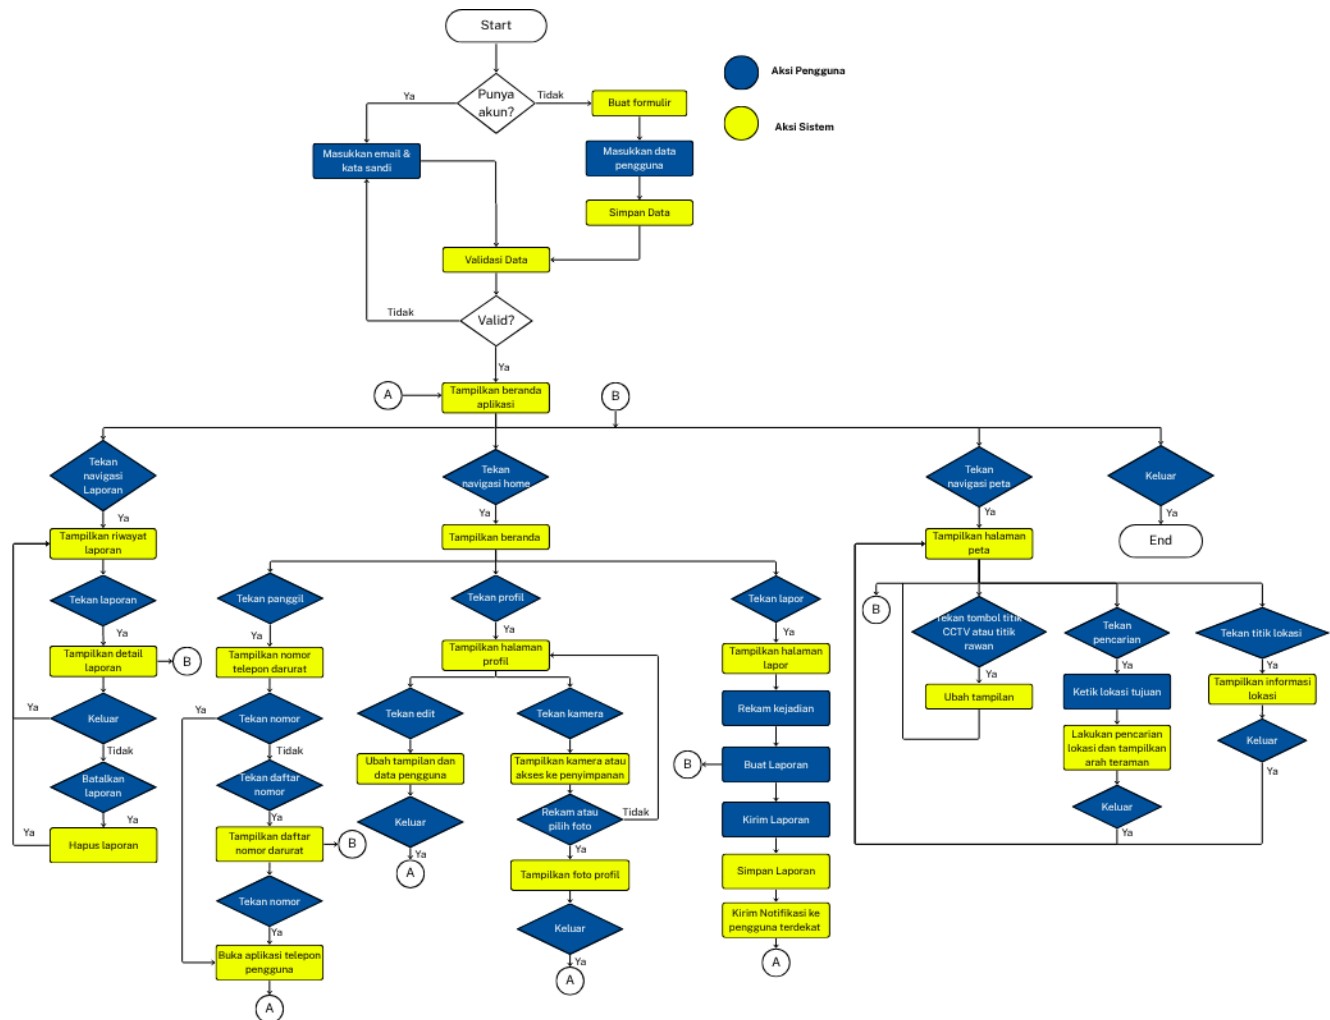 Start
Aksi Pengguna
Aksi Sistem
Punya
akun?
Ya
Tidak
Buat formulir
Masukkan email &
kata sandi
Masukkan data
pengguna
Simpan Data
Validasi Data
Valid?
Tidak
Ya
A
Tampilkan beranda
aplikasi
B
Tekan
navigasi
Laporan
Ya
Tampilkan riwayat
laporan
Tekan laporan
Ya
Tampilkan detail
laporan
B
Keluar
Ya
Tidak
Batalkan
laporan
Ya
Ya
Hapus laporan
Tekan
navigasi home
Ya
Tampilkan beranda
Tekan panggil
Ya
Tampilkan nomor
telepon darurat
Tekan nomor
Ya
Tidak
Tekan daftar
nomor
Ya
Tampilkan daftar
nomor darurat
B
Tekan nomor
Ya
Buka aplikasi telepon
pengguna
A
Tekan profil
Ya
Tampilkan halaman
profil
Tekan edit
Ubah tampilan dan
data pengguna
Keluar
Ya
A
Tekan kamera
Tampilkan kamera atau
akses ke penyimpanan
Rekam atau
pilih foto
Tidak
Ya
Tampilkan foto profil
Keluar
Ya
A
Tekan lapor
Ya
Tampilkan halaman
lapor
Rekam kejadian
B
Buat Laporan
Kirim Laporan
Simpan Laporan
Kirim Notifikasi ke
pengguna terdekat
A
Tekan
navigasi peta
Ya
Tampilkan halaman
peta
B
Tekan tombol titik
CCTV atau titik
rawan
Ya
Ubah tampilan
Tekan
pencarian
Ya
Ketik lokasi tujuan
Lakukan pencarian
lokasi dan tampilkan
arah teraman
Keluar
Ya
Tekan titik lokasi
Ya
Tampilkan informasi
lokasi
Keluar
Ya
Keluar
Ya
End